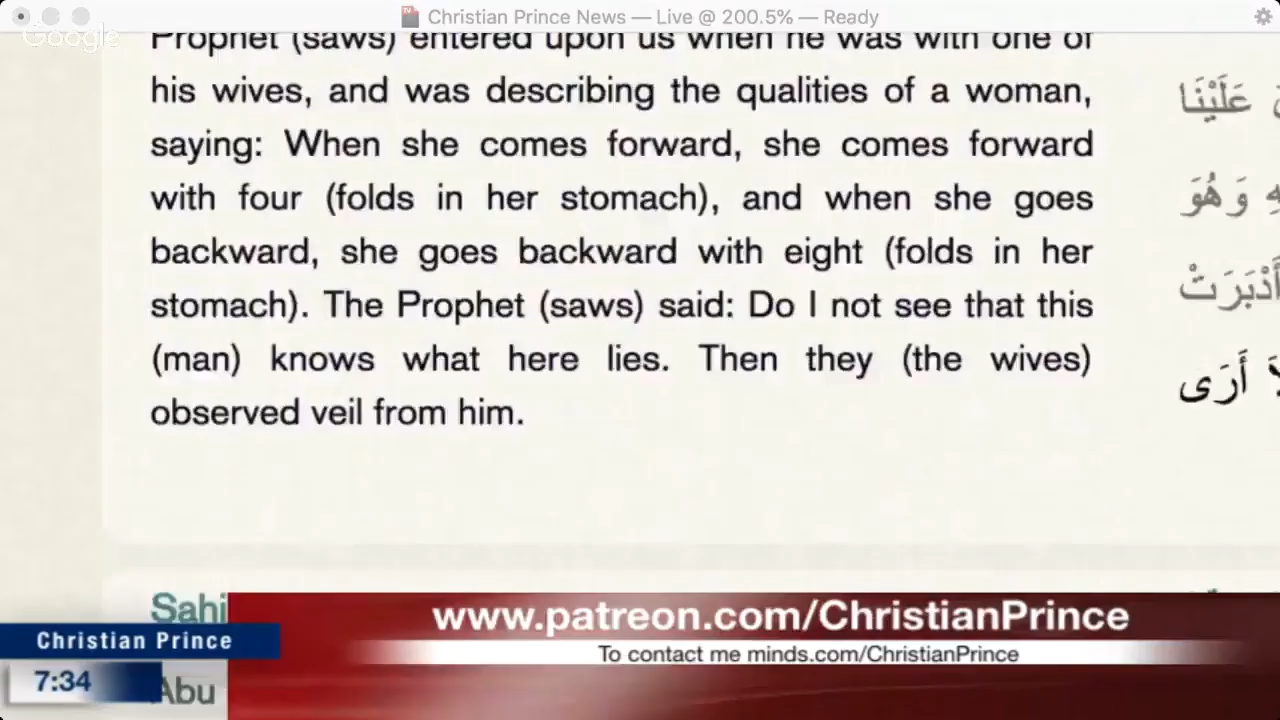 Christian Prince News — Live @ 200.5% — Ready
Google
Prophet (saws) entered upon us when he was with one of
his wives, and was describing the qualities of a woman,
saying: When she comes forward, she comes forward
with four (folds in her stomach), and when she goes
backward, she goes backward with eight (folds in her
stomach). The Prophet (saws) said: Do I not see that this
(man) knows what here lies. Then they (the wives)
observed veil from him.
عَلَيْنَا
وَهُوَ
أَدْبَرَتْ
أَرَى
Sahi
Abu
www.patreon.com/ChristianPrince
To contact me minds.com/ChristianPrince
Christian Prince
7:34